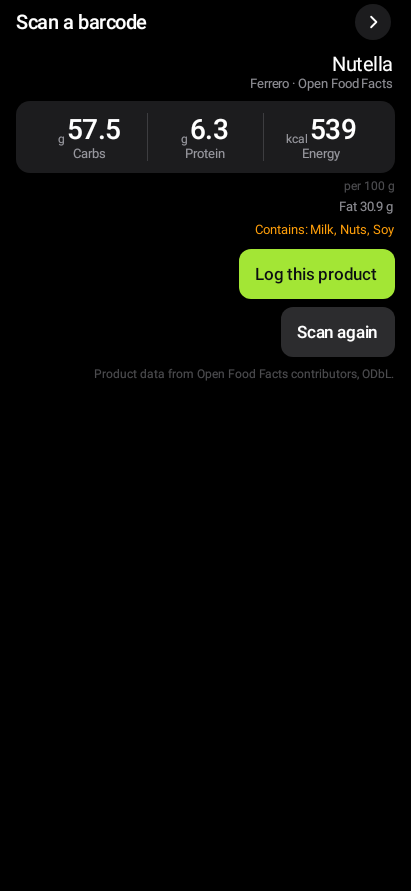 Scan a barcode
Nutella
Ferrero · Open Food Facts
g 57.5
Carbs
g 6.3
Protein
kcal 539
Energy
per 100 g
Fat 30.9 g
Contains: Milk, Nuts, Soy
Log this product
Scan again
Product data from Open Food Facts contributors, ODbL.